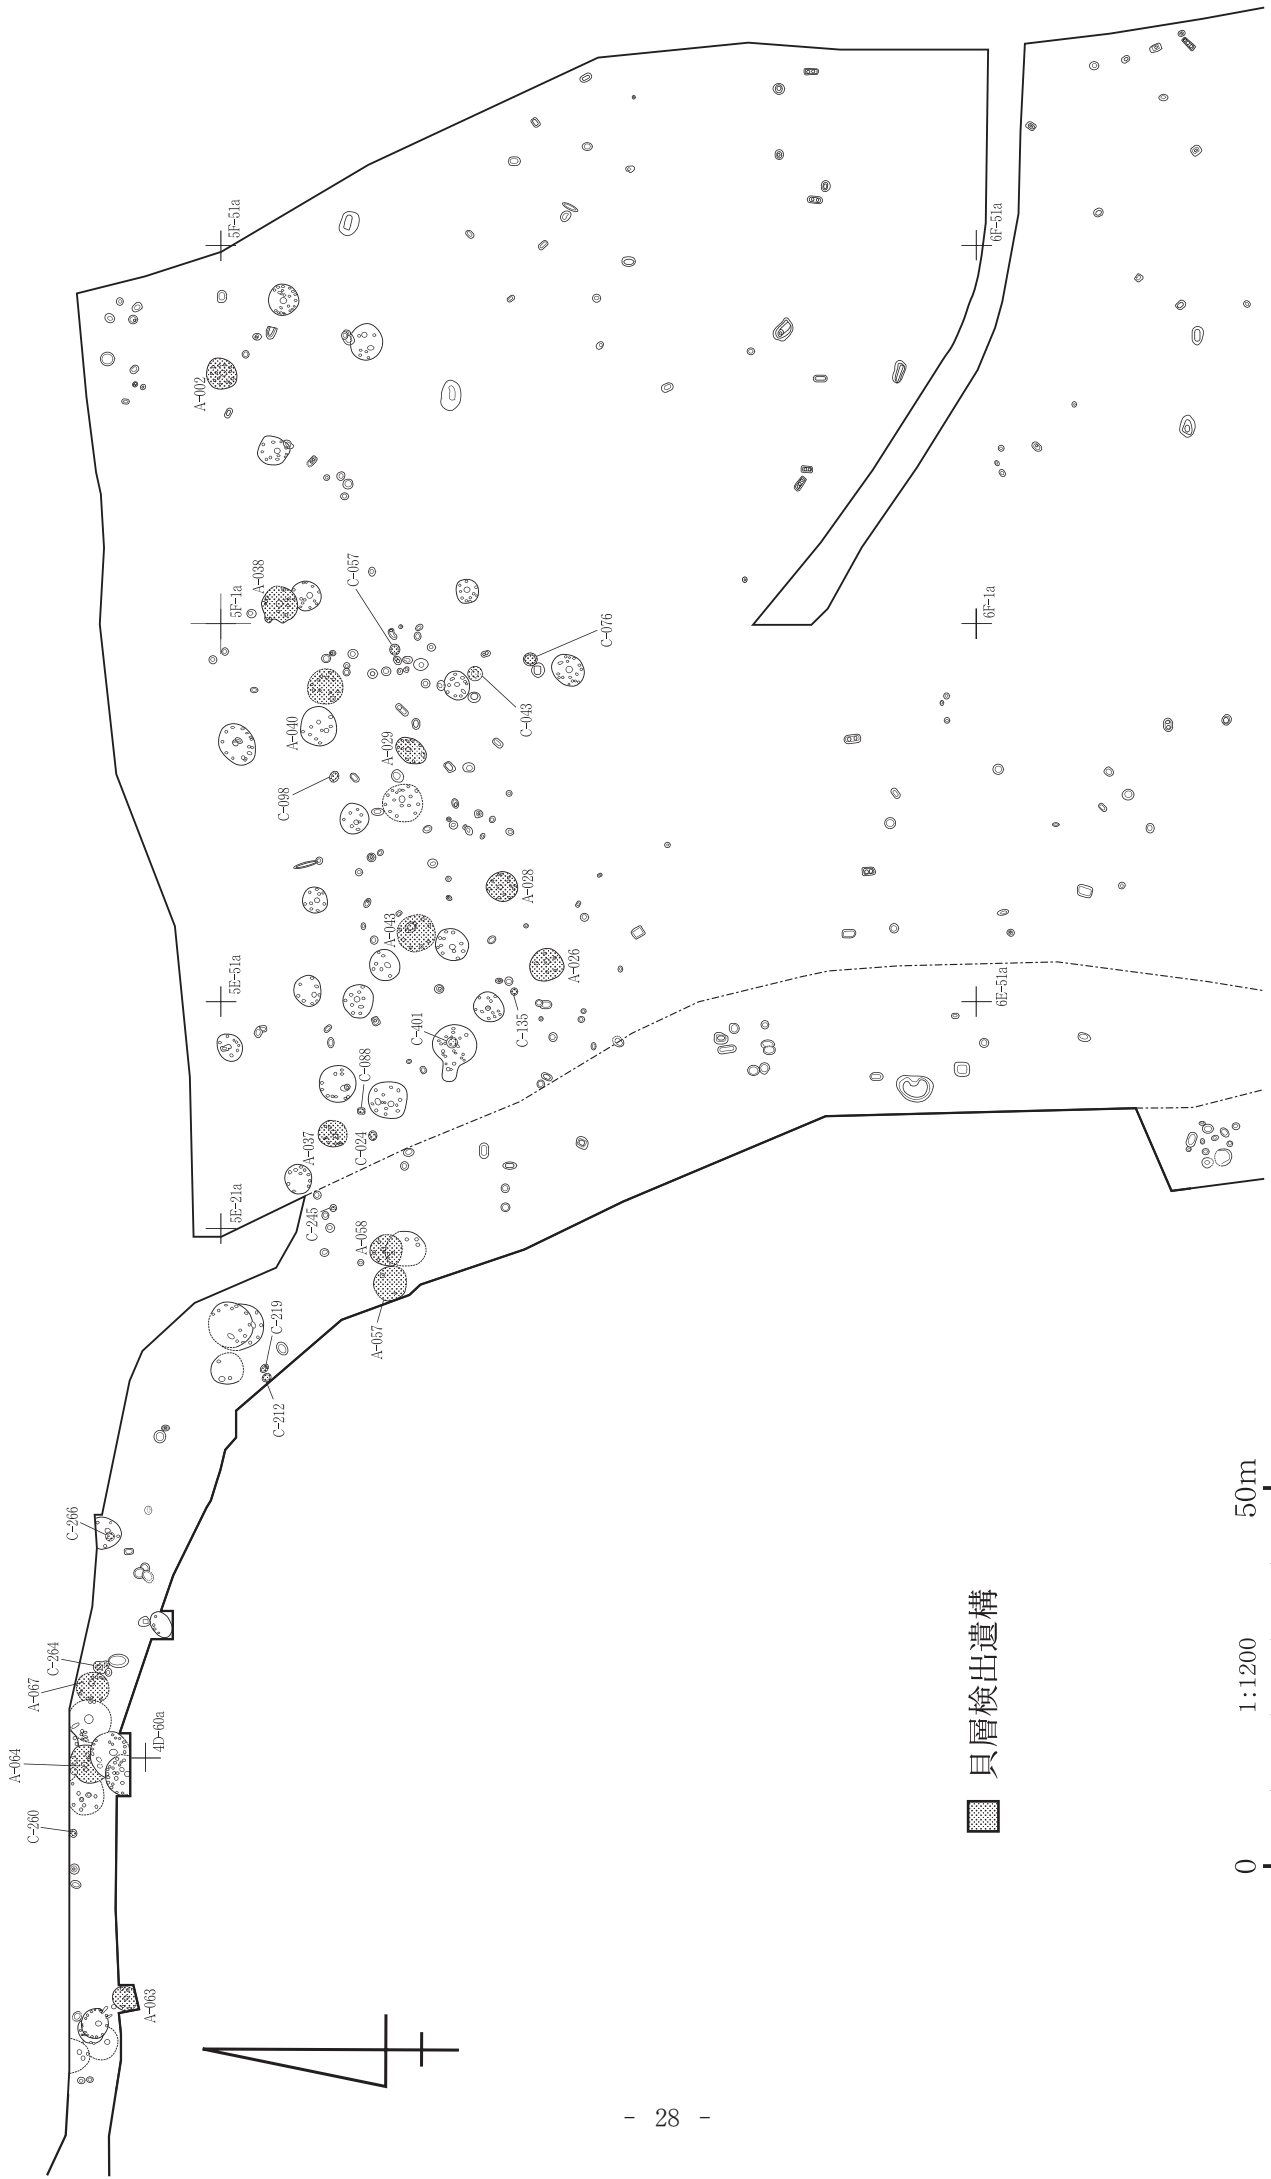 5F-51a
6F-51a
A-002
A-038
5F-1a
C-057
C-076
6F-1a
A-040
C-043
A-029
C-098
A-028
A-043
A-026
5E-51a
6E-51a
C-401
C-135
C-088
A-037
C-024
5E-21a
C-245
A-058
C-219
A-057
C-212
C-266
C-264
A-067
4D-60a
A-064
C-260
A-063
貝層検出遺構
0
1:1200
50m
- 28 -